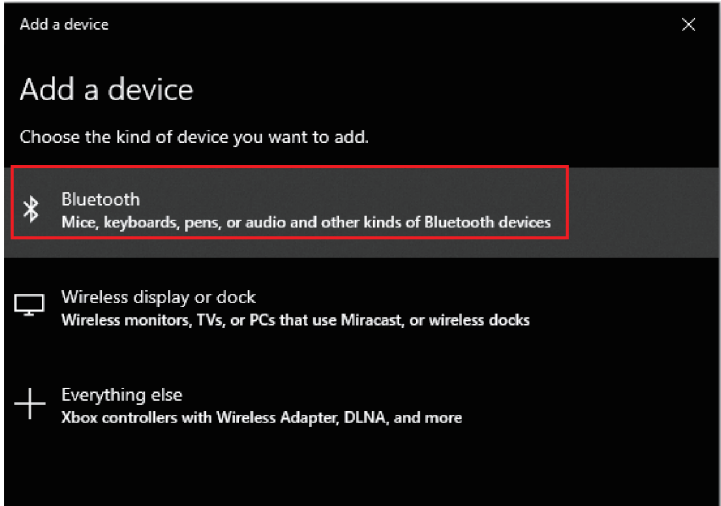 Add a device
Add a device
Choose the kind of device you want to add.
Bluetooth
Mice, keyboards, pens, or audio and other kinds of Bluetooth devices
Wireless display or dock
Wireless monitors, TVs, or PCs that use Miracast, or wireless docks
Everything else
Xbox controllers with Wireless Adapter, DLNA, and more